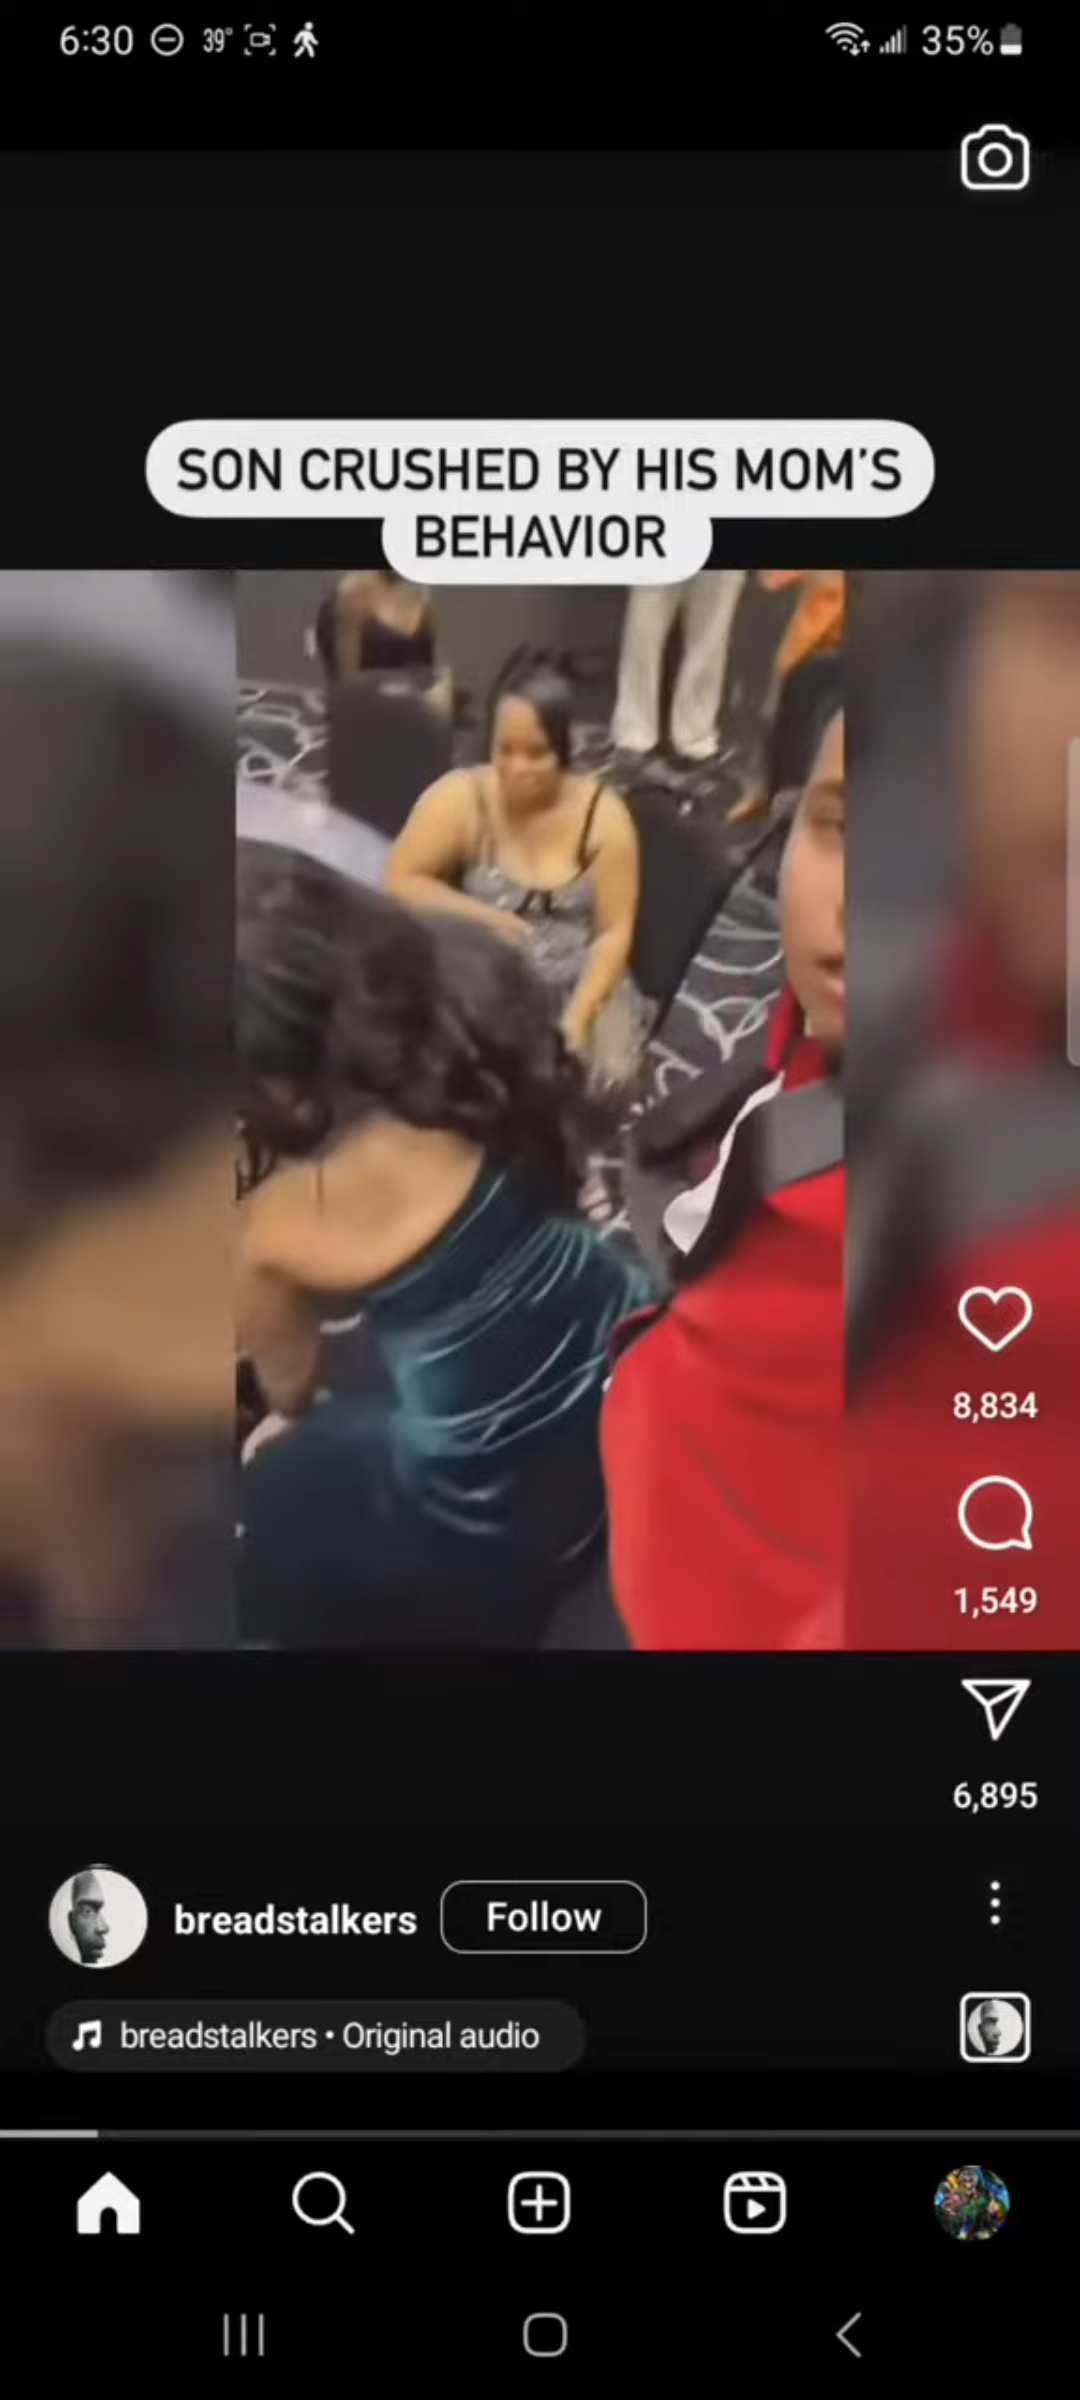 6:30 39° 35%
SON CRUSHED BY HIS MOM'S
BEHAVIOR
8,834
1,549
6,895
breadstalkers Follow
breadstalkers • Original audio